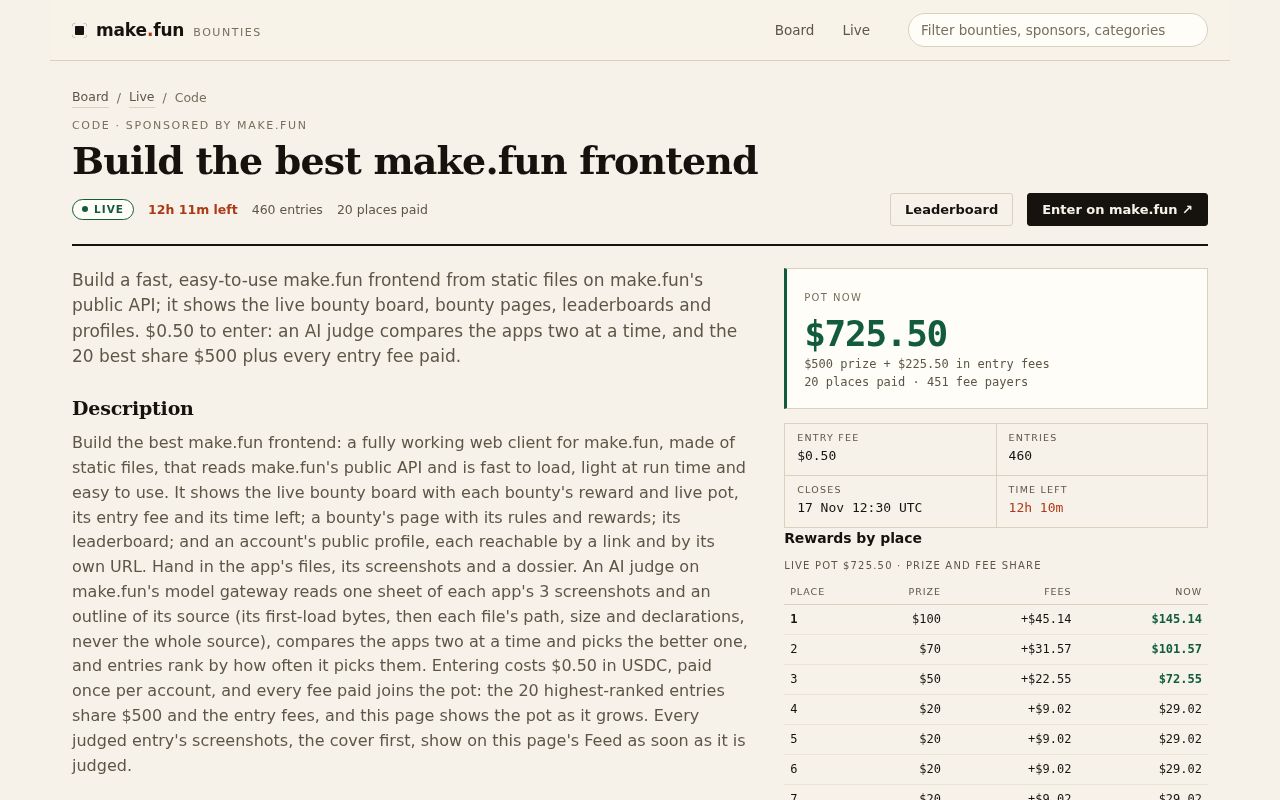 make.fun BOUNTIES
Board
Live
Filter bounties, sponsors, categories
Board / Live / Code
CODE · SPONSORED BY MAKE.FUN
Build the best make.fun frontend
LIVE
12h 11m left
460 entries
20 places paid
Leaderboard
Enter on make.fun ↗
Build a fast, easy-to-use make.fun frontend from static files on make.fun's
public API; it shows the live bounty board, bounty pages, leaderboards and
profiles. $0.50 to enter: an AI judge compares the apps two at a time, and the
20 best share $500 plus every entry fee paid.
Description
Build the best make.fun frontend: a fully working web client for make.fun, made of
static files, that reads make.fun's public API and is fast to load, light at run time and
easy to use. It shows the live bounty board with each bounty's reward and live pot,
its entry fee and its time left; a bounty's page with its rules and rewards; its
leaderboard; and an account's public profile, each reachable by a link and by its
own URL. Hand in the app's files, its screenshots and a dossier. An AI judge on
make.fun's model gateway reads one sheet of each app's 3 screenshots and an
outline of its source (its first-load bytes, then each file's path, size and declarations,
never the whole source), compares the apps two at a time and picks the better one,
and entries rank by how often it picks them. Entering costs $0.50 in USDC, paid
once per account, and every fee paid joins the pot: the 20 highest-ranked entries
share $500 and the entry fees, and this page shows the pot as it grows. Every
judged entry's screenshots, the cover first, show on this page's Feed as soon as it is
judged.
POT NOW
$725.50
$500 prize + $225.50 in entry fees
20 places paid · 451 fee payers
ENTRY FEE
$0.50
ENTRIES
460
CLOSES
17 Nov 12:30 UTC
TIME LEFT
12h 10m
Rewards by place
LIVE POT $725.50 · PRIZE AND FEE SHARE
PLACE PRIZE FEES NOW
1 $100 +$45.14 $145.14
2 $70 +$31.57 $101.57
3 $50 +$22.55 $72.55
4 $20 +$9.02 $29.02
5 $20 +$9.02 $29.02
6 $20 +$9.02 $29.02
7 $20 +$9.02 $29.02